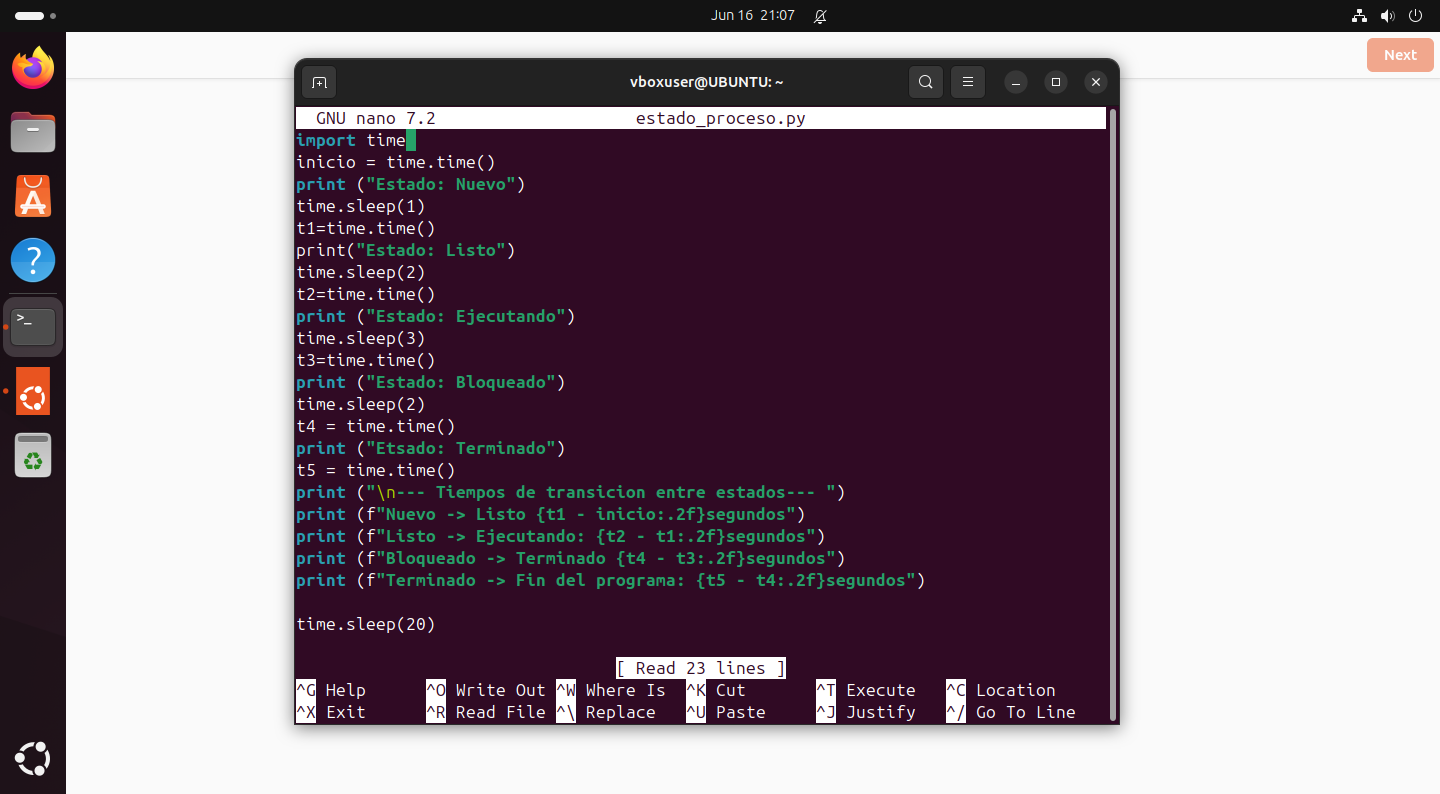 Jun 16 21:07
Next
vboxuser@UBUNTU: ~
GNU nano 7.2 estado_proceso.py
import time
inicio = time.time()
print ("Estado: Nuevo")
time.sleep(1)
t1=time.time()
print("Estado: Listo")
time.sleep(2)
t2=time.time()
print ("Estado: Ejecutando")
time.sleep(3)
t3=time.time()
print ("Estado: Bloqueado")
time.sleep(2)
t4 = time.time()
print ("Etsado: Terminado")
t5 = time.time()
print ("\n--- Tiempos de transicion entre estados--- ")
print (f"Nuevo -> Listo {t1 - inicio:.2f}segundos")
print (f"Listo -> Ejecutando: {t2 - t1:.2f}segundos")
print (f"Bloqueado -> Terminado {t4 - t3:.2f}segundos")
print (f"Terminado -> Fin del programa: {t5 - t4:.2f}segundos")
time.sleep(20)
[ Read 23 lines ]
^G Help ^O Write Out ^W Where Is ^K Cut ^T Execute ^C Location
^X Exit ^R Read File ^\ Replace ^U Paste ^J Justify ^/ Go To Line